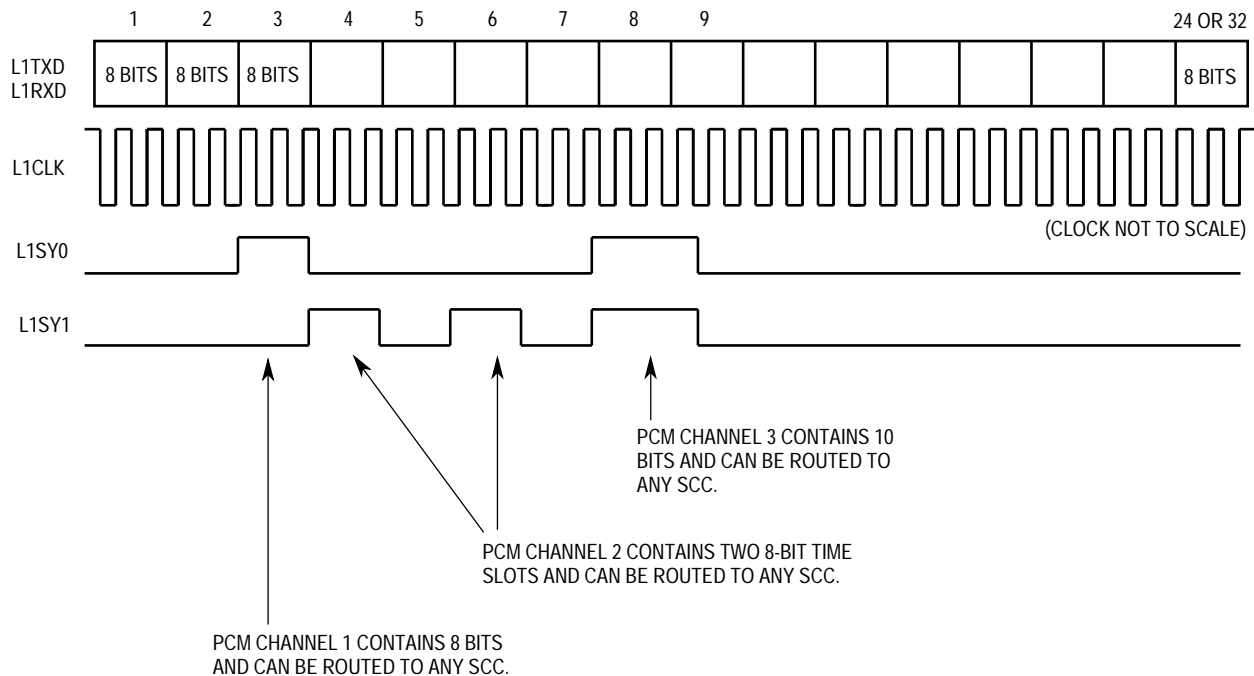 1 2 3 4 5 6 7 8 9 24 OR 32
L1TXD
L1RXD
8 BITS 8 BITS 8 BITS 8 BITS
L1CLK
(CLOCK NOT TO SCALE)
L1SY0
L1SY1
PCM CHANNEL 3 CONTAINS 10
BITS AND CAN BE ROUTED TO
ANY SCC.
PCM CHANNEL 2 CONTAINS TWO 8-BIT TIME
SLOTS AND CAN BE ROUTED TO ANY SCC.
PCM CHANNEL 1 CONTAINS 8 BITS
AND CAN BE ROUTED TO ANY SCC.